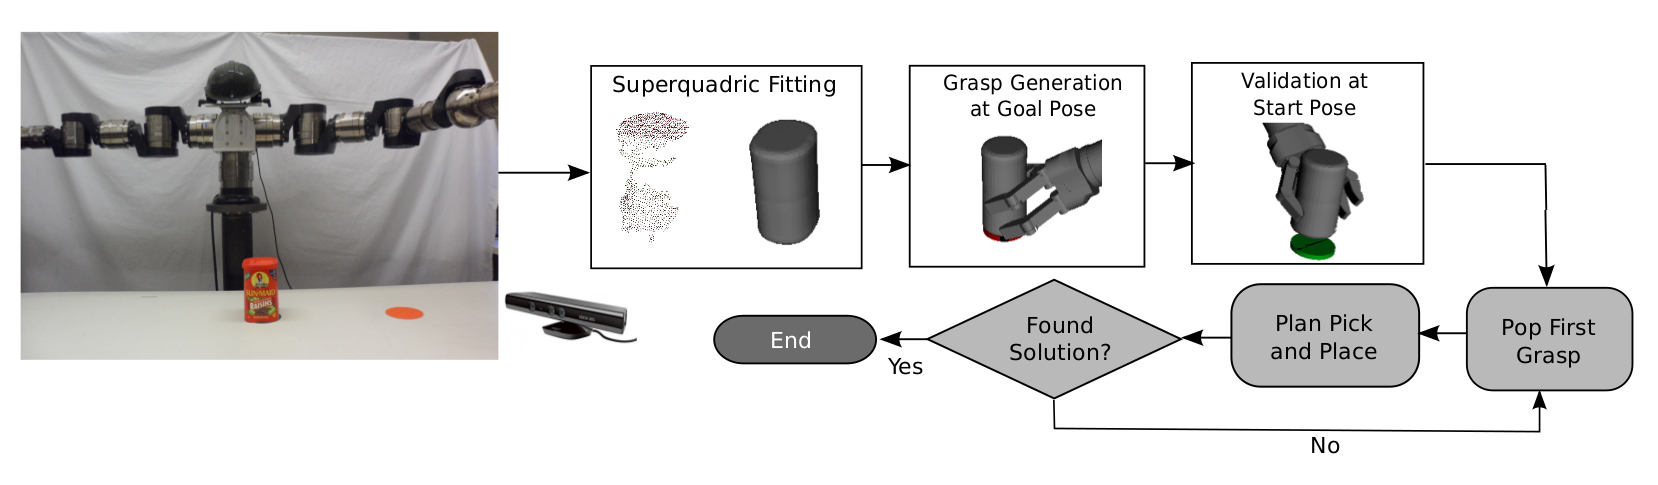 Superquadric Fitting
Grasp Generation
at Goal Pose
Validation at
Start Pose
SUN-MAID
RAISINS
End
Yes
Found
Solution?
Plan Pick
and Place
Pop First
Grasp
No